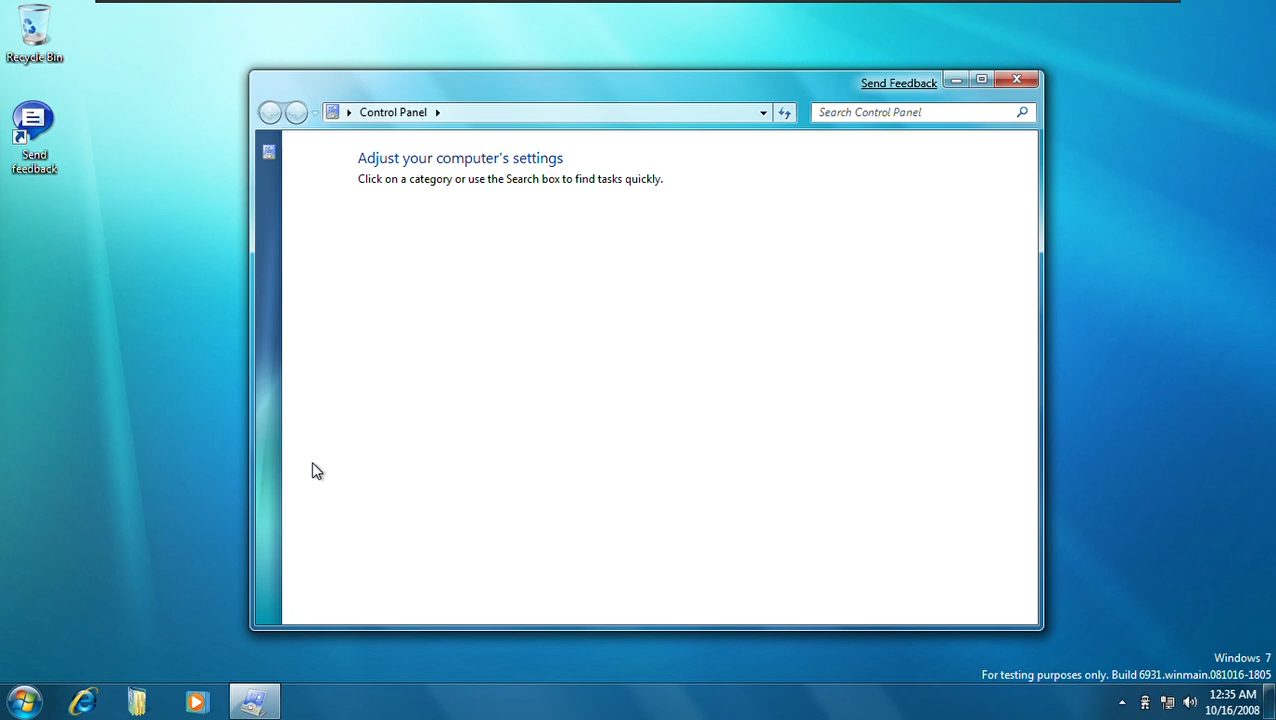 Recycle Bin
Send
feedback
Send Feedback
Control Panel
Search Control Panel
Adjust your computer's settings
Click on a category or use the Search box to find tasks quickly.
Windows 7
For testing purposes only. Build 6931.winmain.081016-1805
12:35 AM
10/16/2008